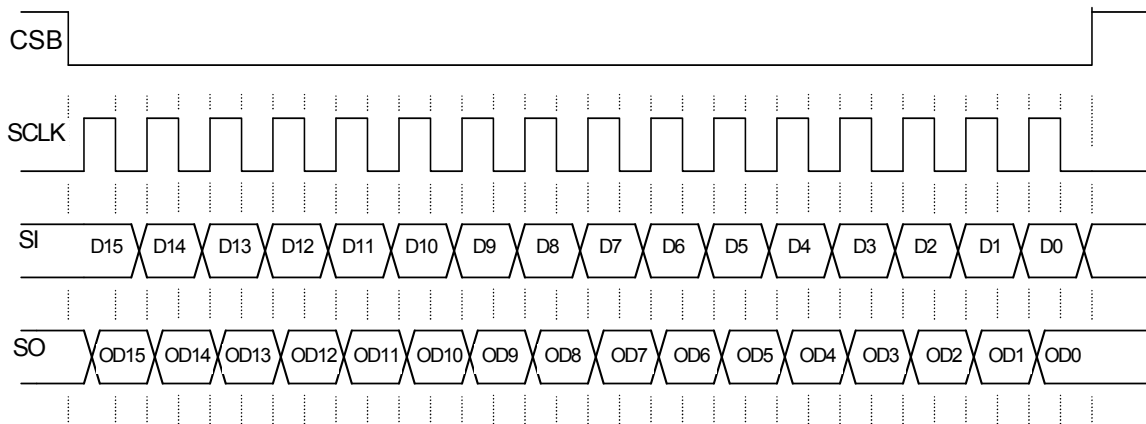 CSB
SCLK
SI D15 D14 D13 D12 D11 D10 D9 D8 D7 D6 D5 D4 D3 D2 D1 D0
SO OD15 OD14 OD13 OD12 OD11 OD10 OD9 OD8 OD7 OD6 OD5 OD4 OD3 OD2 OD1 OD0